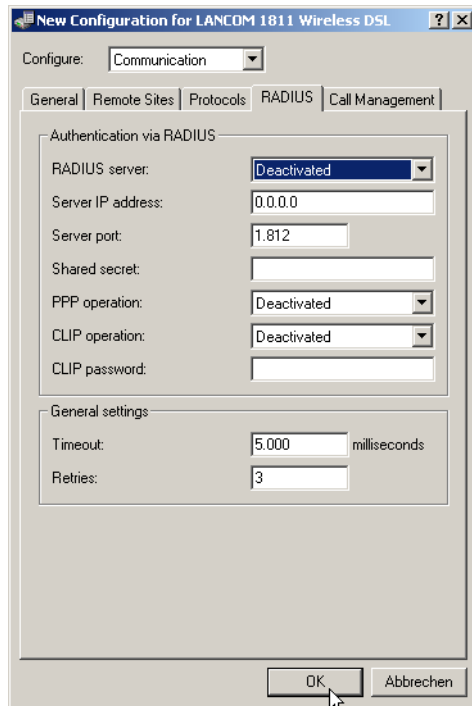 New Configuration for LANCOM 1811 Wireless DSL
Configure: Communication
General Remote Sites Protocols RADIUS Call Management
Authentication via RADIUS
RADIUS server: Deactivated
Server IP address: 0.0.0.0
Server port: 1.812
Shared secret:
PPP operation: Deactivated
CLIP operation: Deactivated
CLIP password:
General settings
Timeout: 5.000 milliseconds
Retries: 3
OK Abbrechen